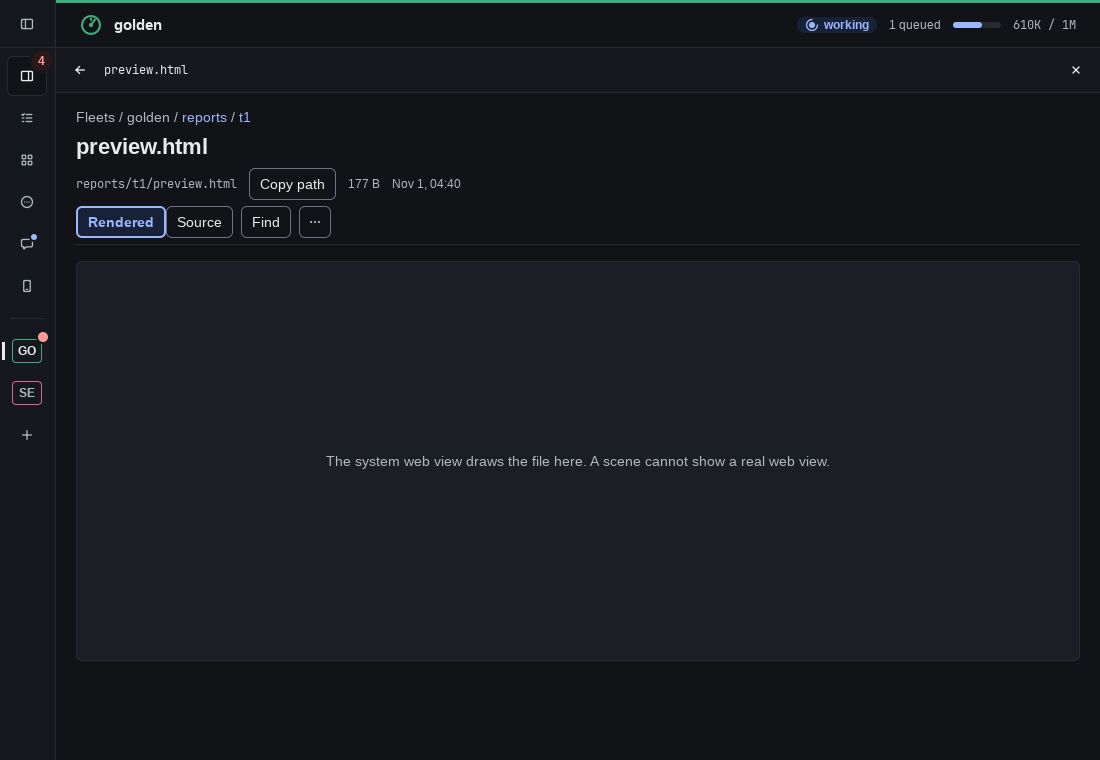 golden
working
1 queued
610K / 1M
4
preview.html
Fleets / golden / reports / t1
preview.html
reports/t1/preview.html
Copy path
177 B
Nov 1, 04:40
Rendered
Source
Find
GO
SE
The system web view draws the file here. A scene cannot show a real web view.